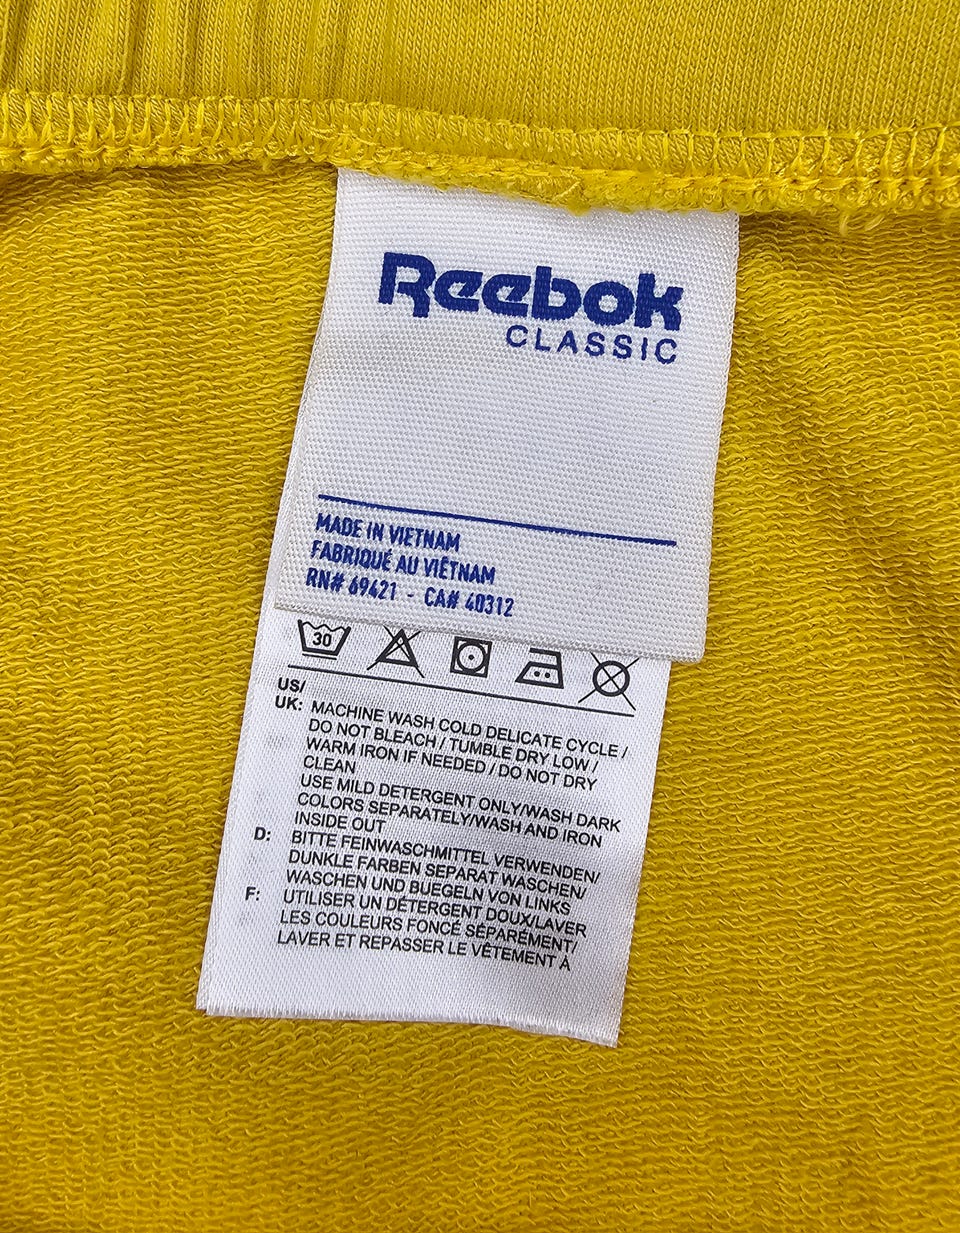 Reebok
CLASSIC
MADE IN VIETNAM
FABRIQUÉ AU VIÊTNAM
RN# 69421 - CA# 40312
30
US/
UK: MACHINE WASH COLD DELICATE CYCLE /
DO NOT BLEACH / TUMBLE DRY LOW /
WARM IRON IF NEEDED / DO NOT DRY
CLEAN
USE MILD DETERGENT ONLY/WASH DARK
COLORS SEPARATELY/WASH AND IRON
INSIDE OUT
D: BITTE FEINWASCHMITTEL VERWENDEN/
DUNKLE FARBEN SEPARAT WASCHEN/
WASCHEN UND BUEGELN VON LINKS
F: UTILISER UN DÉTERGENT DOUX/LAVER
LES COULEURS FONCÉ SÉPARÉMENT/
LAVER ET REPASSER LE VÊTEMENT À